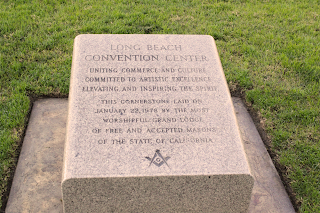 LONG BEACH
CONVENTION CENTER
UNITING COMMERCE AND CULTURE
COMMITTED TO ARTISTIC EXCELLENCE
ELEVATING AND INSPIRING THE SPIRIT
THIS CORNERSTONE LAID ON
JANUARY 22, 1978 BY THE MOST
WORSHIPFUL GRAND LODGE
OF FREE AND ACCEPTED MASONS
OF THE STATE OF CALIFORNIA
G